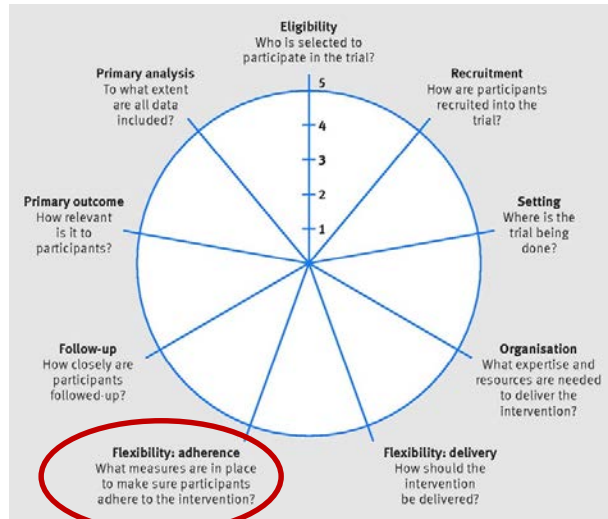 Eligibility
Who is selected to
participate in the trial?
Primary analysis
To what extent
are all data
included?
Recruitment
How are participants
recruited into the
trial?
5
4
3
2
1
Primary outcome
How relevant
is it to
participants?
Setting
Where is the
trial being
done?
Follow-up
How closely are
participants
followed-up?
Organisation
What expertise and
resources are needed
to deliver the
intervention?
Flexibility: adherence
What measures are in place
to make sure participants
adhere to the intervention?
Flexibility: delivery
How should the
intervention
be delivered?